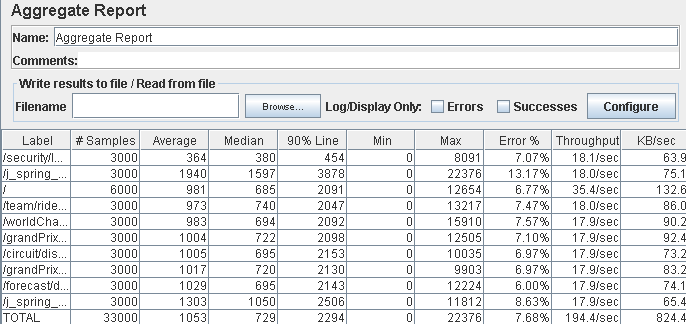 Aggregate Report
Name: Aggregate Report
Comments:
Write results to file / Read from file
Filename Browse... Log/Display Only: Errors Successes Configure
Label # Samples Average Median 90% Line Min Max Error % Throughput KB/sec
/security/l... 3000 364 380 454 0 8091 7.07% 18.1/sec 63.9
/j_spring_... 3000 1940 1597 3878 0 22376 13.17% 18.0/sec 75.1
/ 6000 981 685 2091 0 12654 6.77% 35.4/sec 132.6
/team/ride... 3000 973 740 2047 0 13217 7.47% 18.0/sec 86.0
/worldCha... 3000 983 694 2092 0 15910 7.57% 17.9/sec 90.2
/grandPrix... 3000 1004 722 2098 0 12505 7.10% 17.9/sec 92.4
/circuit/dis... 3000 1005 695 2153 0 10035 6.97% 17.9/sec 73.2
/grandPrix... 3000 1017 720 2130 0 9903 6.97% 17.9/sec 83.2
/forecast/d... 3000 1029 695 2143 0 12224 6.00% 17.9/sec 74.1
/j_spring_... 3000 1303 1050 2506 0 11812 8.63% 17.9/sec 65.4
TOTAL 33000 1053 729 2294 0 22376 7.68% 194.4/sec 824.4